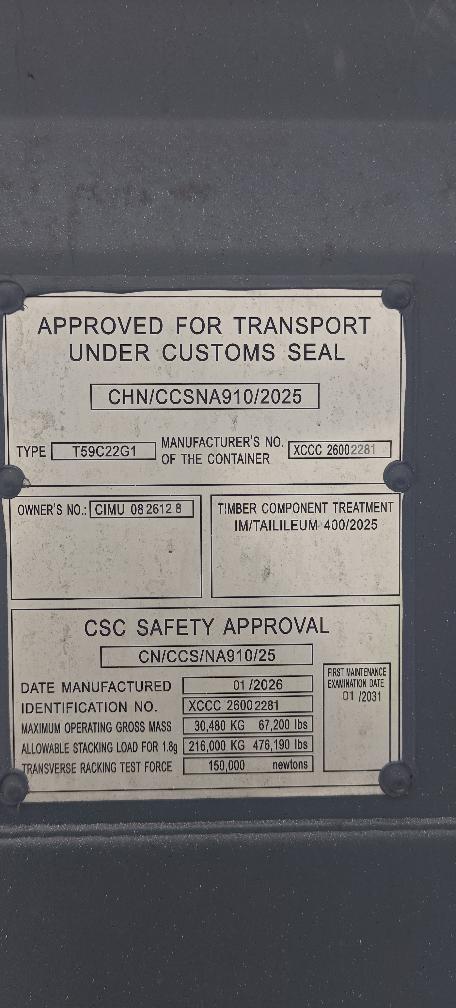 APPROVED FOR TRANSPORT
UNDER CUSTOMS SEAL
CHN/CCSNA910/2025
TYPE T59C22G1
MANUFACTURER'S NO.
OF THE CONTAINER
XCCC 26002281
OWNER'S NO.: CIMU 08 2612 8
TIMBER COMPONENT TREATMENT
IM/TAILILEUM 400/2025
CSC SAFETY APPROVAL
CN/CCS/NA910/25
DATE MANUFACTURED 01 /2026
IDENTIFICATION NO. XCCC 26002281
MAXIMUM OPERATING GROSS MASS 30,480 KG 67,200 lbs
ALLOWABLE STACKING LOAD FOR 1.8g 216,000 KG 476,190 lbs
TRANSVERSE RACKING TEST FORCE 150,000 newtons
FIRST MAINTENANCE
EXAMINATION DATE
01 /2031